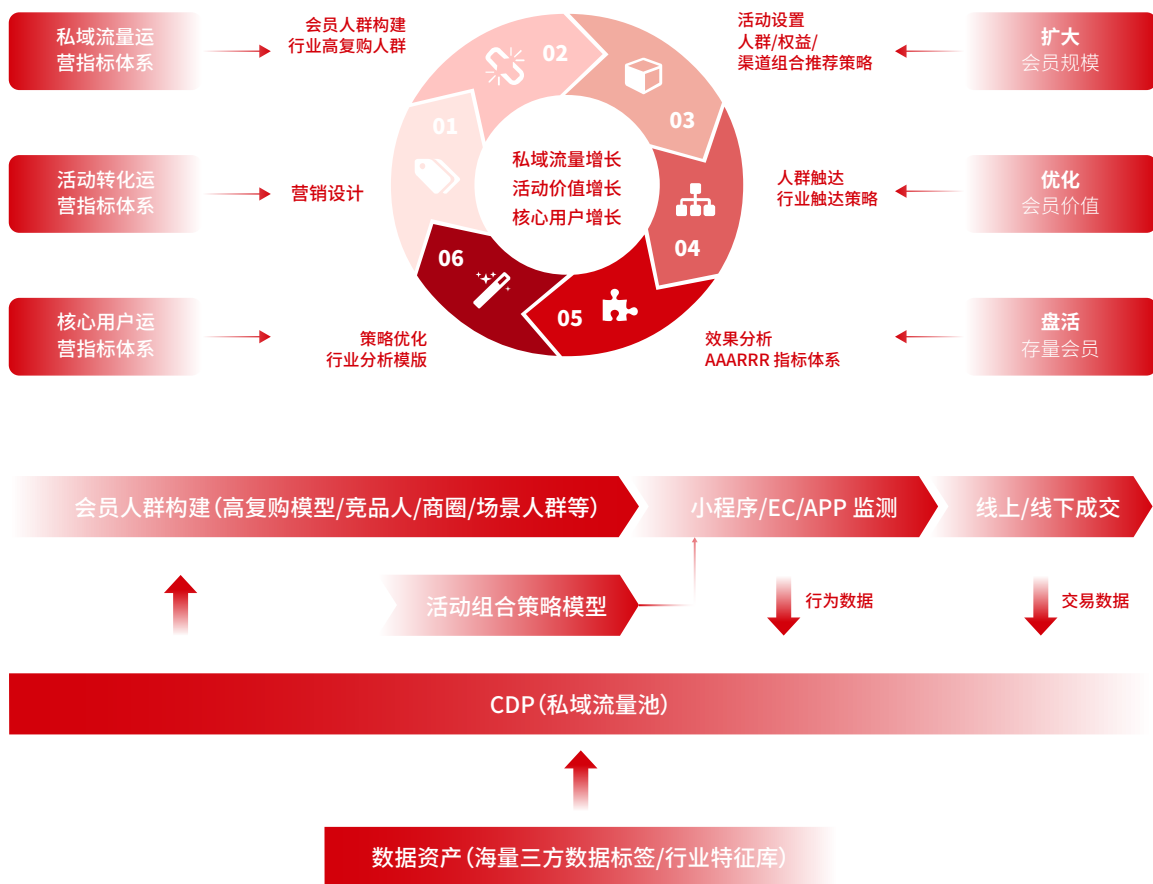 私域流量运
营指标体系
会员人群构建
行业高复购人群
02
活动设置
人群/权益/
渠道组合推荐策略
扩大
会员规模
01
03
私域流量增长
活动价值增长
核心用户增长
活动转化运
营指标体系
营销设计
人群触达
行业触达策略
优化
会员价值
06
04
05
核心用户运
营指标体系
策略优化
行业分析模版
效果分析
AAARRR 指标体系
盘活
存量会员
会员人群构建(高复购模型/竞品人/商圈/场景人群等)
小程序/EC/APP 监测
线上/线下成交
活动组合策略模型
行为数据
交易数据
CDP(私域流量池)
数据资产(海量三方数据标签/行业特征库)